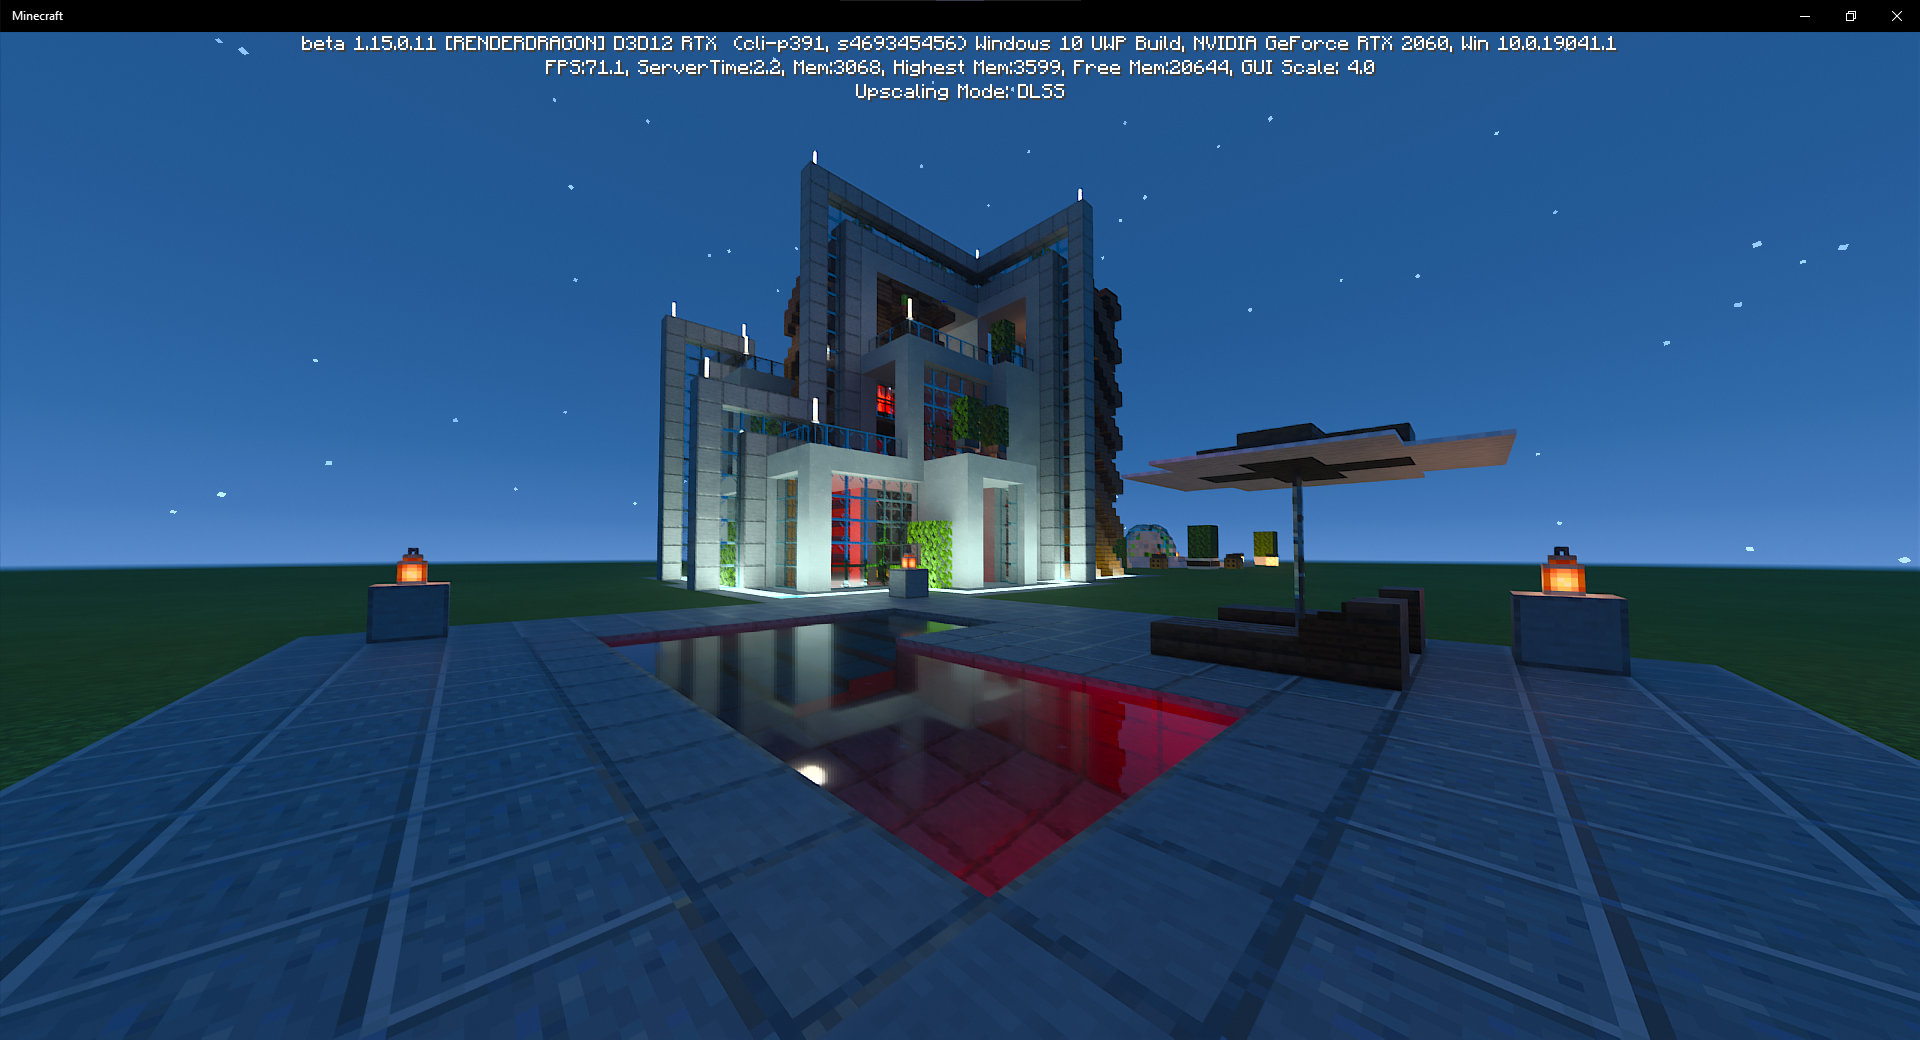 Minecraft
beta 1.15.0.11 [RENDERDRAGON] D3D12 RTX (cli-p391, s469345456) Windows 10 UWP Build, NVIDIA GeForce RTX 2060, Win 10.0.19041.1
FPS:71.1, ServerTime:2.2, Mem:3068, Highest Mem:3599, Free Mem:20644, GUI Scale: 4.0
Upscaling Mode: DLSS